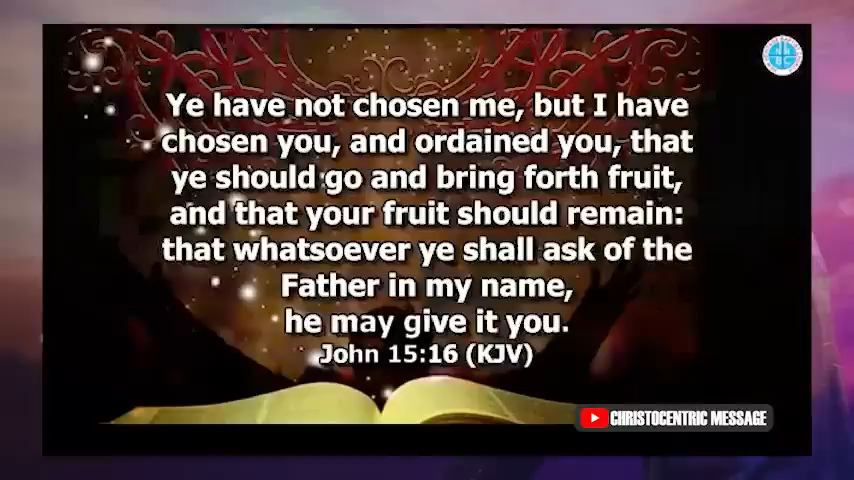 Ye have not chosen me, but I have
chosen you, and ordained you, that
ye should go and bring forth fruit,
and that your fruit should remain:
that whatsoever ye shall ask of the
Father in my name,
he may give it you.
John 15:16 (KJV)
CHRISTOCENTRIC MESSAGE